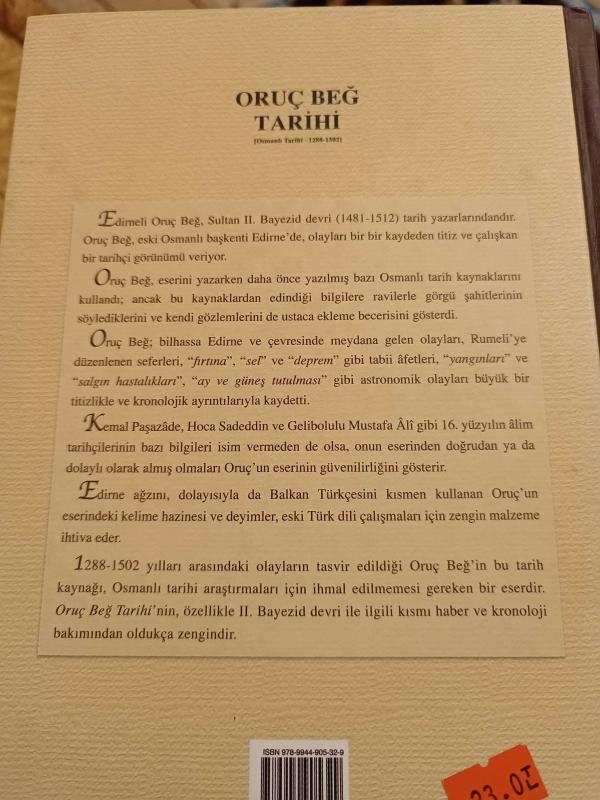 ORUÇ BEĞ
TARİHİ
[Osmanlı Tarihi - 1288-1502]
Edirneli Oruç Beğ, Sultan II. Bayezid devri (1481-1512) tarih yazarlarındandır.
Oruç Beğ, eski Osmanlı başkenti Edirne’de, olayları bir bir kaydeden titiz ve çalışkan
bir tarihçi görünümü veriyor.
Oruç Beğ, eserini yazarken daha önce yazılmış bazı Osmanlı tarih kaynaklarını
kullandı; ancak bu kaynaklardan edindiği bilgilere ravilerle görgü şahitlerinin
söylediklerini ve kendi gözlemlerini de ustaca ekleme becerisini gösterdi.
Oruç Beğ; bilhassa Edirne ve çevresinde meydana gelen olayları, Rumeli’ye
düzenlenen seferleri, “fırtına”, “sel” ve “deprem” gibi tabii âfetleri, “yangınları” ve
“salgın hastalıkları”, “ay ve güneş tutulması” gibi astronomik olayları büyük bir
titizlikle ve kronolojik ayrıntılarıyla kaydetti.
Kemal Paşazâde, Hoca Sadeddin ve Gelibolulu Mustafa Âlî gibi 16. yüzyılın âlim
tarihçilerinin bazı bilgileri isim vermeden de olsa, onun eserinden doğrudan ya da
dolaylı olarak almış olmaları Oruç’un eserinin güvenilirliğini gösterir.
Edirne ağzını, dolayısıyla da Balkan Türkçesini kısmen kullanan Oruç’un
eserindeki kelime hazinesi ve deyimler, eski Türk dili çalışmaları için zengin malzeme
ihtiva eder.
1288-1502 yılları arasındaki olayların tasvir edildiği Oruç Beğ’in bu tarih
kaynağı, Osmanlı tarihi araştırmaları için ihmal edilmemesi gereken bir eserdir.
Oruç Beğ Tarihi’nin, özellikle II. Bayezid devri ile ilgili kısmı haber ve kronoloji
bakımından oldukça zengindir.
ISBN 978-9944-905-32-9